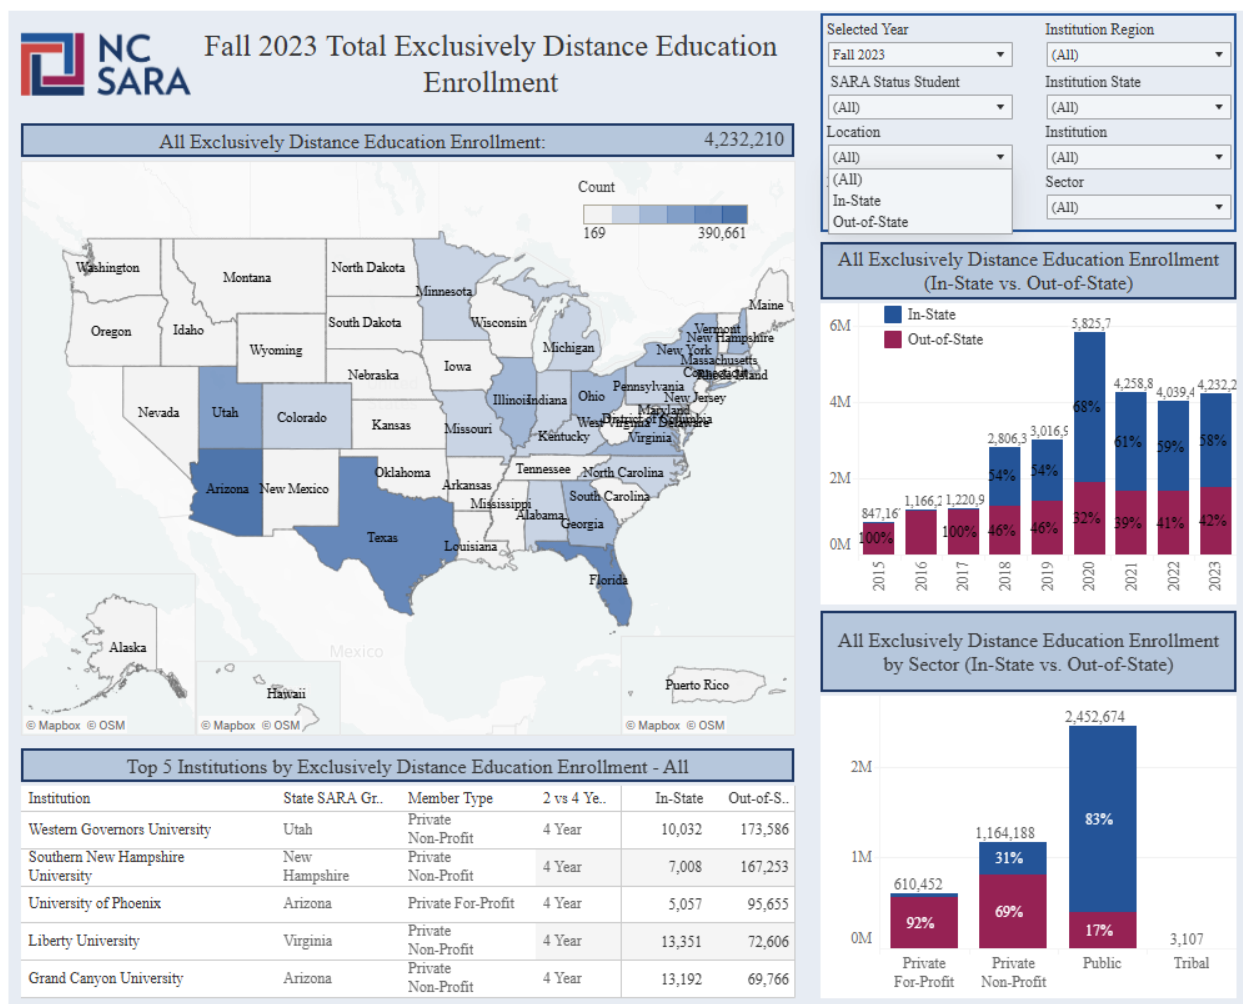 NC
SARA
Fall 2023 Total Exclusively Distance Education
Enrollment
All Exclusively Distance Education Enrollment: 4,232,210
Count
169 390,661
Washington
Montana
North Dakota
Minnesota
Maine
Oregon
Idaho
South Dakota
Wisconsin
Vermont
New Hampshire
Wyoming
Michigan
New York
Massachusetts
Iowa
Nebraska
Pennsylvania
Rhode Island
Nevada
Utah
Colorado
Illinois
Indiana
Ohio
New Jersey
Maryland
Kansas
Missouri
West Virginia
Delaware
Kentucky
Virginia
Oklahoma
Tennessee
North Carolina
Arizona
New Mexico
Arkansas
South Carolina
Mississippi
Alabama
Georgia
Texas
Louisiana
Florida
Alaska
Mexico
Hawaii
Puerto Rico
© Mapbox © OSM
© Mapbox © OSM
© Mapbox © OSM
Top 5 Institutions by Exclusively Distance Education Enrollment - All
Institution State SARA Gr.. Member Type 2 vs 4 Ye.. In-State Out-of-S..
Western Governors University Utah Private Non-Profit 4 Year 10,032 173,586
Southern New Hampshire University New Hampshire Private Non-Profit 4 Year 7,008 167,253
University of Phoenix Arizona Private For-Profit 4 Year 5,057 95,655
Liberty University Virginia Private Non-Profit 4 Year 13,351 72,606
Grand Canyon University Arizona Private Non-Profit 4 Year 13,192 69,766
Selected Year Institution Region
Fall 2023 (All)
SARA Status Student Institution State
(All) (All)
Location Institution
(All) (All)
(All) Sector
In-State (All)
Out-of-State
All Exclusively Distance Education Enrollment
(In-State vs. Out-of-State)
In-State
Out-of-State
6M
4M
2M
0M
847,16
1,166,2
1,220,9
2,806,3
3,016,9
5,825,7
4,258,8
4,039,4
4,232,2
54% 54% 68% 61% 59% 58%
100% 100% 46% 46% 32% 39% 41% 42%
2015 2016 2017 2018 2019 2020 2021 2022 2023
All Exclusively Distance Education Enrollment
by Sector (In-State vs. Out-of-State)
2M
1M
0M
610,452
1,164,188
2,452,674
3,107
92%
31%
69%
83%
17%
Private
For-Profit
Private
Non-Profit
Public
Tribal